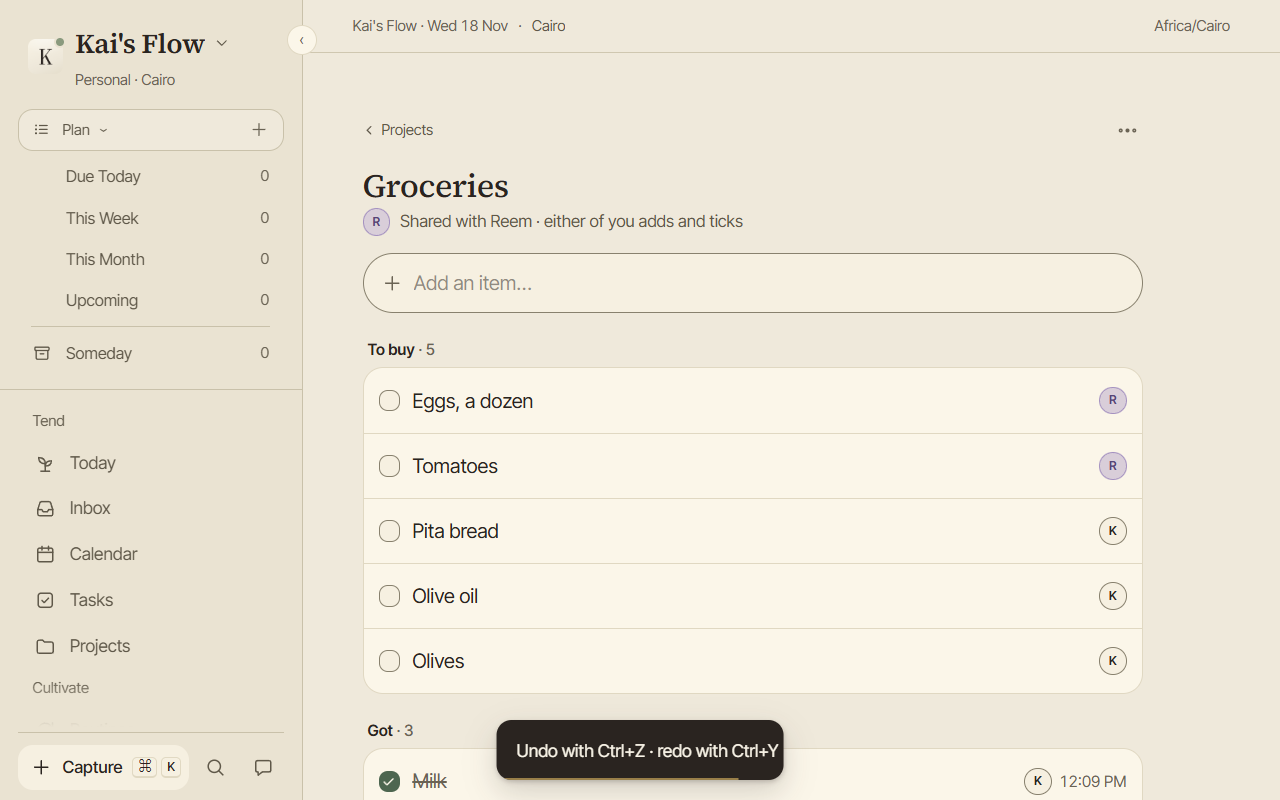 K
Kai's Flow
Personal · Cairo
Plan
Due Today 0
This Week 0
This Month 0
Upcoming 0
Someday 0
Tend
Today
Inbox
Calendar
Tasks
Projects
Cultivate
Capture ⌘ K
Kai's Flow · Wed 18 Nov · Cairo
Africa/Cairo
Projects
Groceries
R Shared with Reem · either of you adds and ticks
Add an item...
To buy · 5
Eggs, a dozen R
Tomatoes R
Pita bread K
Olive oil K
Olives K
Got · 3
Milk K 12:09 PM
Undo with Ctrl+Z · redo with Ctrl+Y